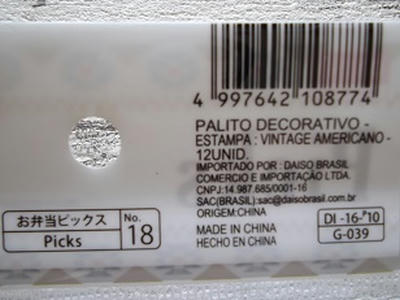 4 997642 108774
PALITO DECORATIVO -
ESTAMPA : VINTAGE AMERICANO -
12UNID.
IMPORTADO POR : DAISO BRASIL
COMERCIO E IMPORTAÇÃO LTDA.
CNPJ:14.987.685/0001-16
SAC(BRASIL):sac@daisobrasil.com.br
ORIGEM:CHINA
MADE IN CHINA
HECHO EN CHINA
DI -16-P10
G-039
お弁当ピックス
Picks
No.
18